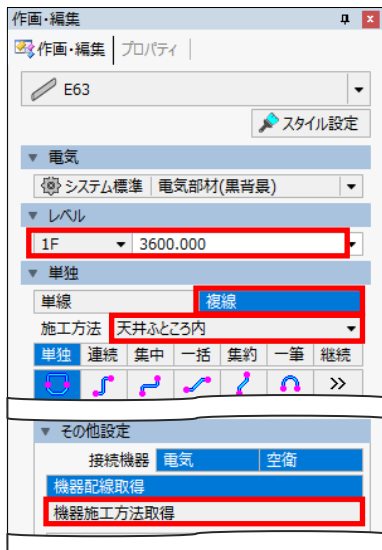 作画・編集
作画・編集 プロパティ
E63
スタイル設定
電気
システム標準 電気部材(黒背景)
レベル
1F 3600.000
単独
単線 複線
施工方法 天井ふところ内
単独 連続 集中 一括 集約 一筆 継続
その他設定
接続機器 電気 空衛
機器配線取得
機器施工方法取得